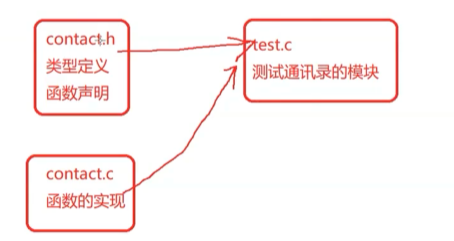 contact.h
类型定义
函数声明
test.c
测试通讯录的模块
contact.c
函数的实现